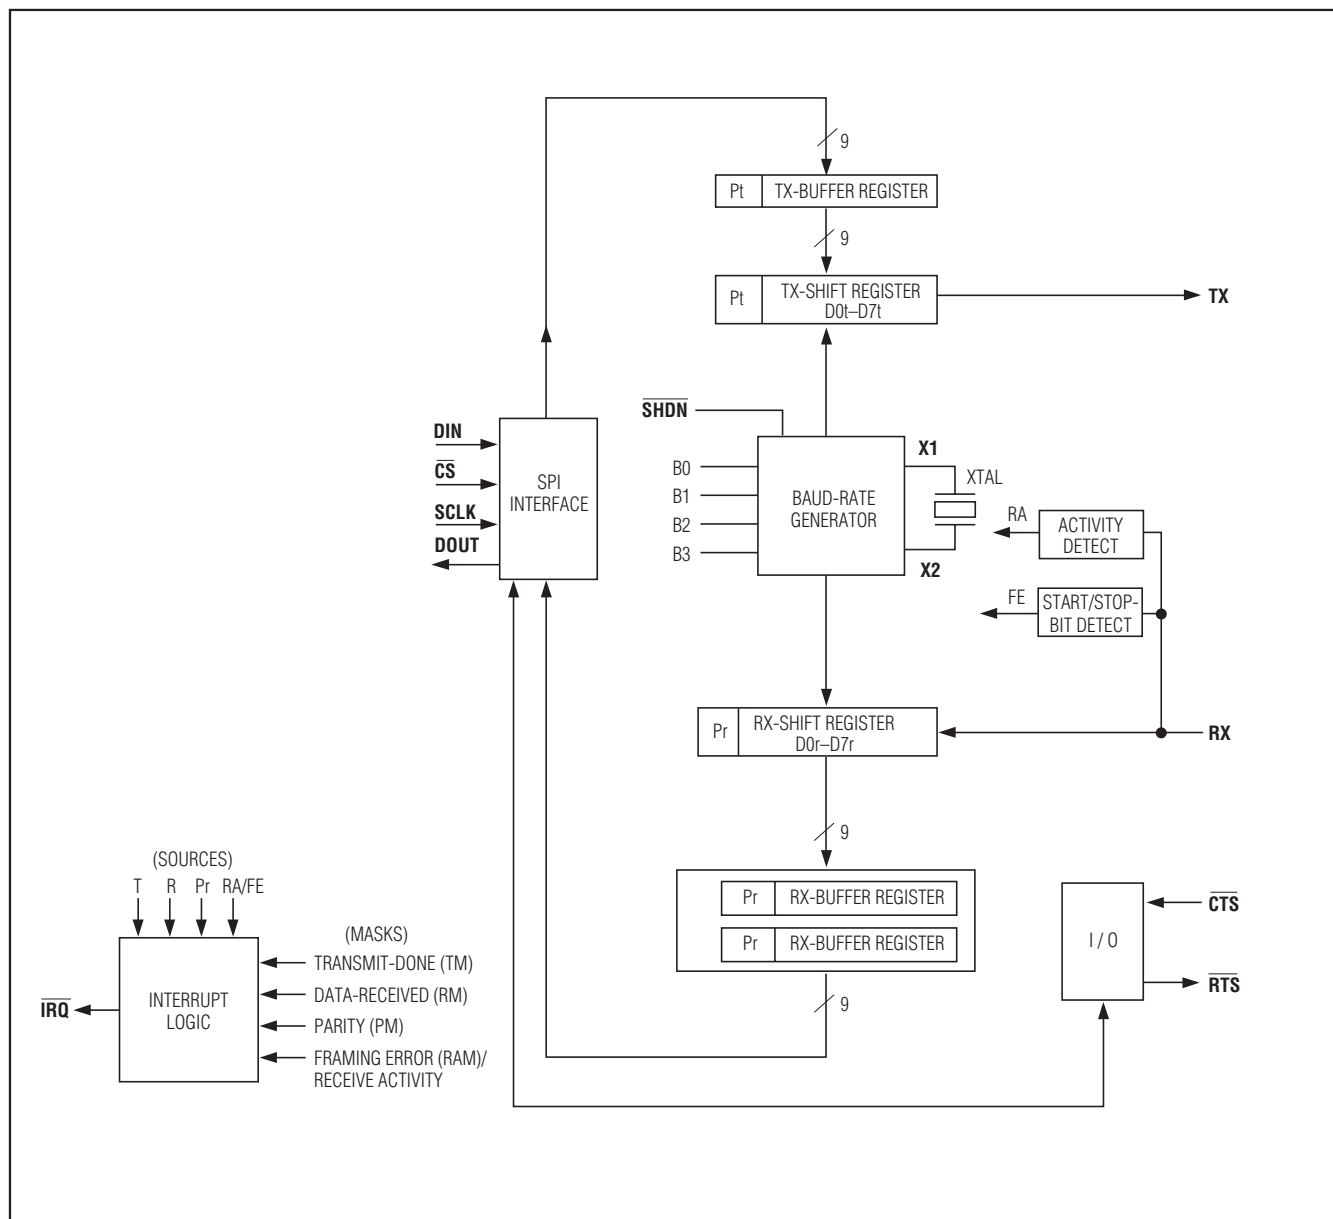 9
Pt TX-BUFFER REGISTER
9
Pt TX-SHIFT REGISTER
D0t–D7t
TX
SHDN
DIN
CS
SCLK
DOUT
SPI
INTERFACE
B0
B1
B2
B3
BAUD-RATE
GENERATOR
X1
XTAL
X2
RA
ACTIVITY
DETECT
FE
START/STOP-
BIT DETECT
Pr RX-SHIFT REGISTER
D0r–D7r
RX
9
Pr RX-BUFFER REGISTER
Pr RX-BUFFER REGISTER
9
I / O
CTS
RTS
(SOURCES)
T R Pr RA/FE
(MASKS)
TRANSMIT-DONE (TM)
DATA-RECEIVED (RM)
PARITY (PM)
FRAMING ERROR (RAM)/
RECEIVE ACTIVITY
INTERRUPT
LOGIC
IRQ